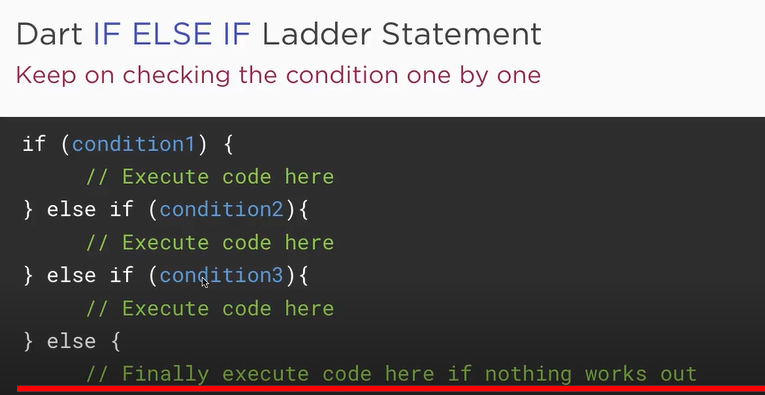 Dart IF ELSE IF Ladder Statement
Keep on checking the condition one by one
if (condition1) {
// Execute code here
} else if (condition2){
// Execute code here
} else if (condition3){
// Execute code here
} else {
// Finally execute code here if nothing works out